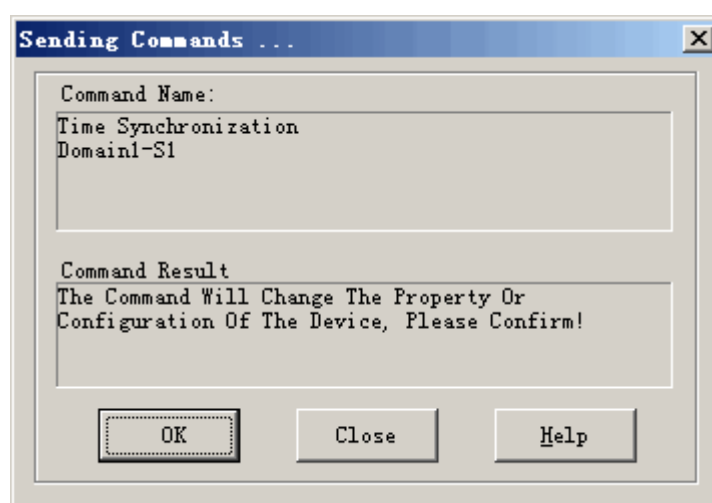 Sending Commands ...
Command Name:
Time Synchronization
Domain1-S1
Command Result
The Command Will Change The Property Or
Configuration Of The Device, Please Confirm!
OK Close Help